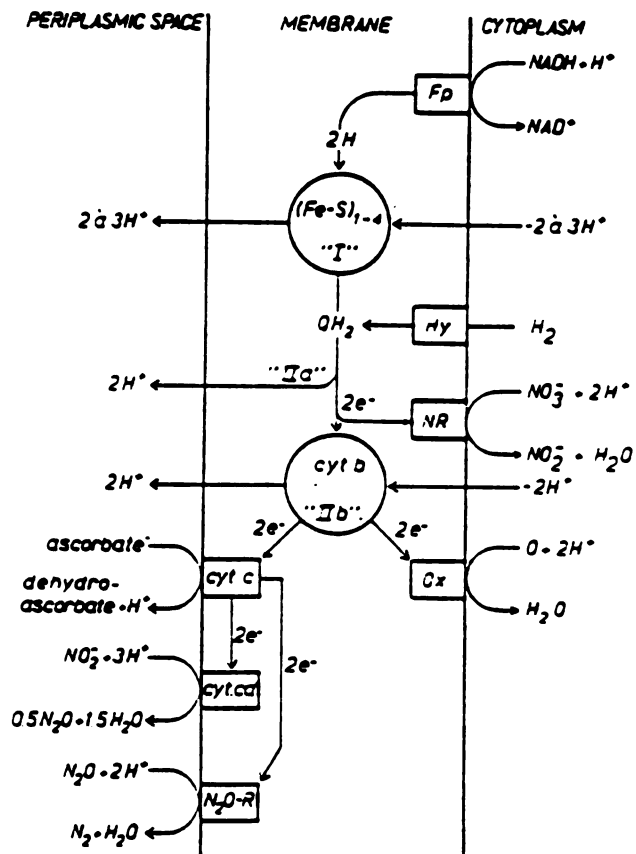 PERIPLASMIC SPACE MEMBRANE CYTOPLASM
NADH + H⁺
Fp
NAD⁺
2H
(Fe-S)₁₋₄
2 à 3H⁺ -2 à 3H⁺
"I"
QH₂ Hy H₂
"IIa"
2H⁺
NO₃⁻ + 2H⁺
2e⁻ NR
NO₂⁻ + H₂O
cyt b
2H⁺ -2H⁺
"IIb"
2e⁻ 2e⁻
ascorbate⁻ O + 2H⁺
cyt c Ox
dehydro-
ascorbate + H⁺ H₂O
2e⁻
NO₂⁻ + 3H⁺ 2e⁻
cyt.cd
0.5N₂O + 1.5H₂O
N₂O + 2H⁺
N₂O-R
N₂ + H₂O